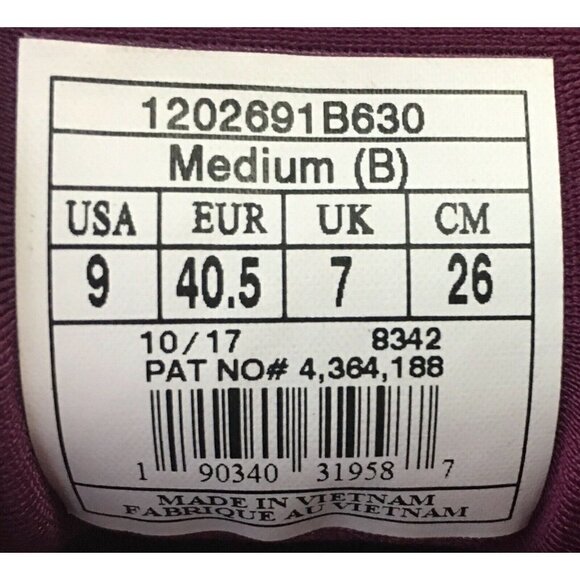 1202691B630
Medium (B)
USA EUR UK CM
9 40.5 7 26
10/17 8342
PAT NO# 4,364,188
1 90340 31958 7
MADE IN VIETNAM
FABRIQUE AU VIETNAM